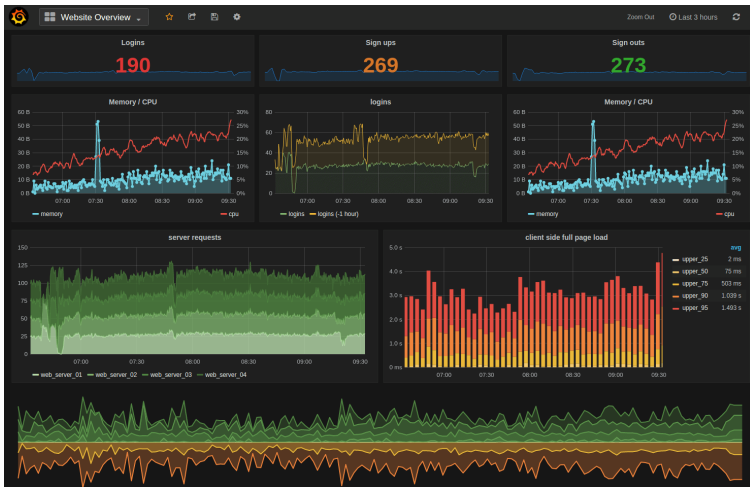 Website Overview
Zoom Out
Last 3 hours
Logins
190
Sign ups
269
Sign outs
273
Memory / CPU
60 B
50 B
40 B
30 B
20 B
10 B
0 B
30%
25%
20%
15%
10%
5%
0%
07:00 07:30 08:00 08:30 09:00 09:30
memory cpu
logins
80
60
40
20
0
07:00 07:30 08:00 08:30 09:00 09:30
logins logins (-1 hour)
Memory / CPU
60 B
50 B
40 B
30 B
20 B
10 B
0 B
30%
25%
20%
15%
10%
5%
0%
07:00 07:30 08:00 08:30 09:00 09:30
memory cpu
server requests
150
125
100
75
50
25
0
07:00 07:30 08:00 08:30 09:00 09:30
web_server_01 web_server_02 web_server_03 web_server_04
client side full page load
5.0 s
4.0 s
3.0 s
2.0 s
1.0 s
0 ms
07:00 07:30 08:00 08:30 09:00 09:30
avg
upper_25 2 ms
upper_50 75 ms
upper_75 503 ms
upper_90 1.039 s
upper_95 1.493 s